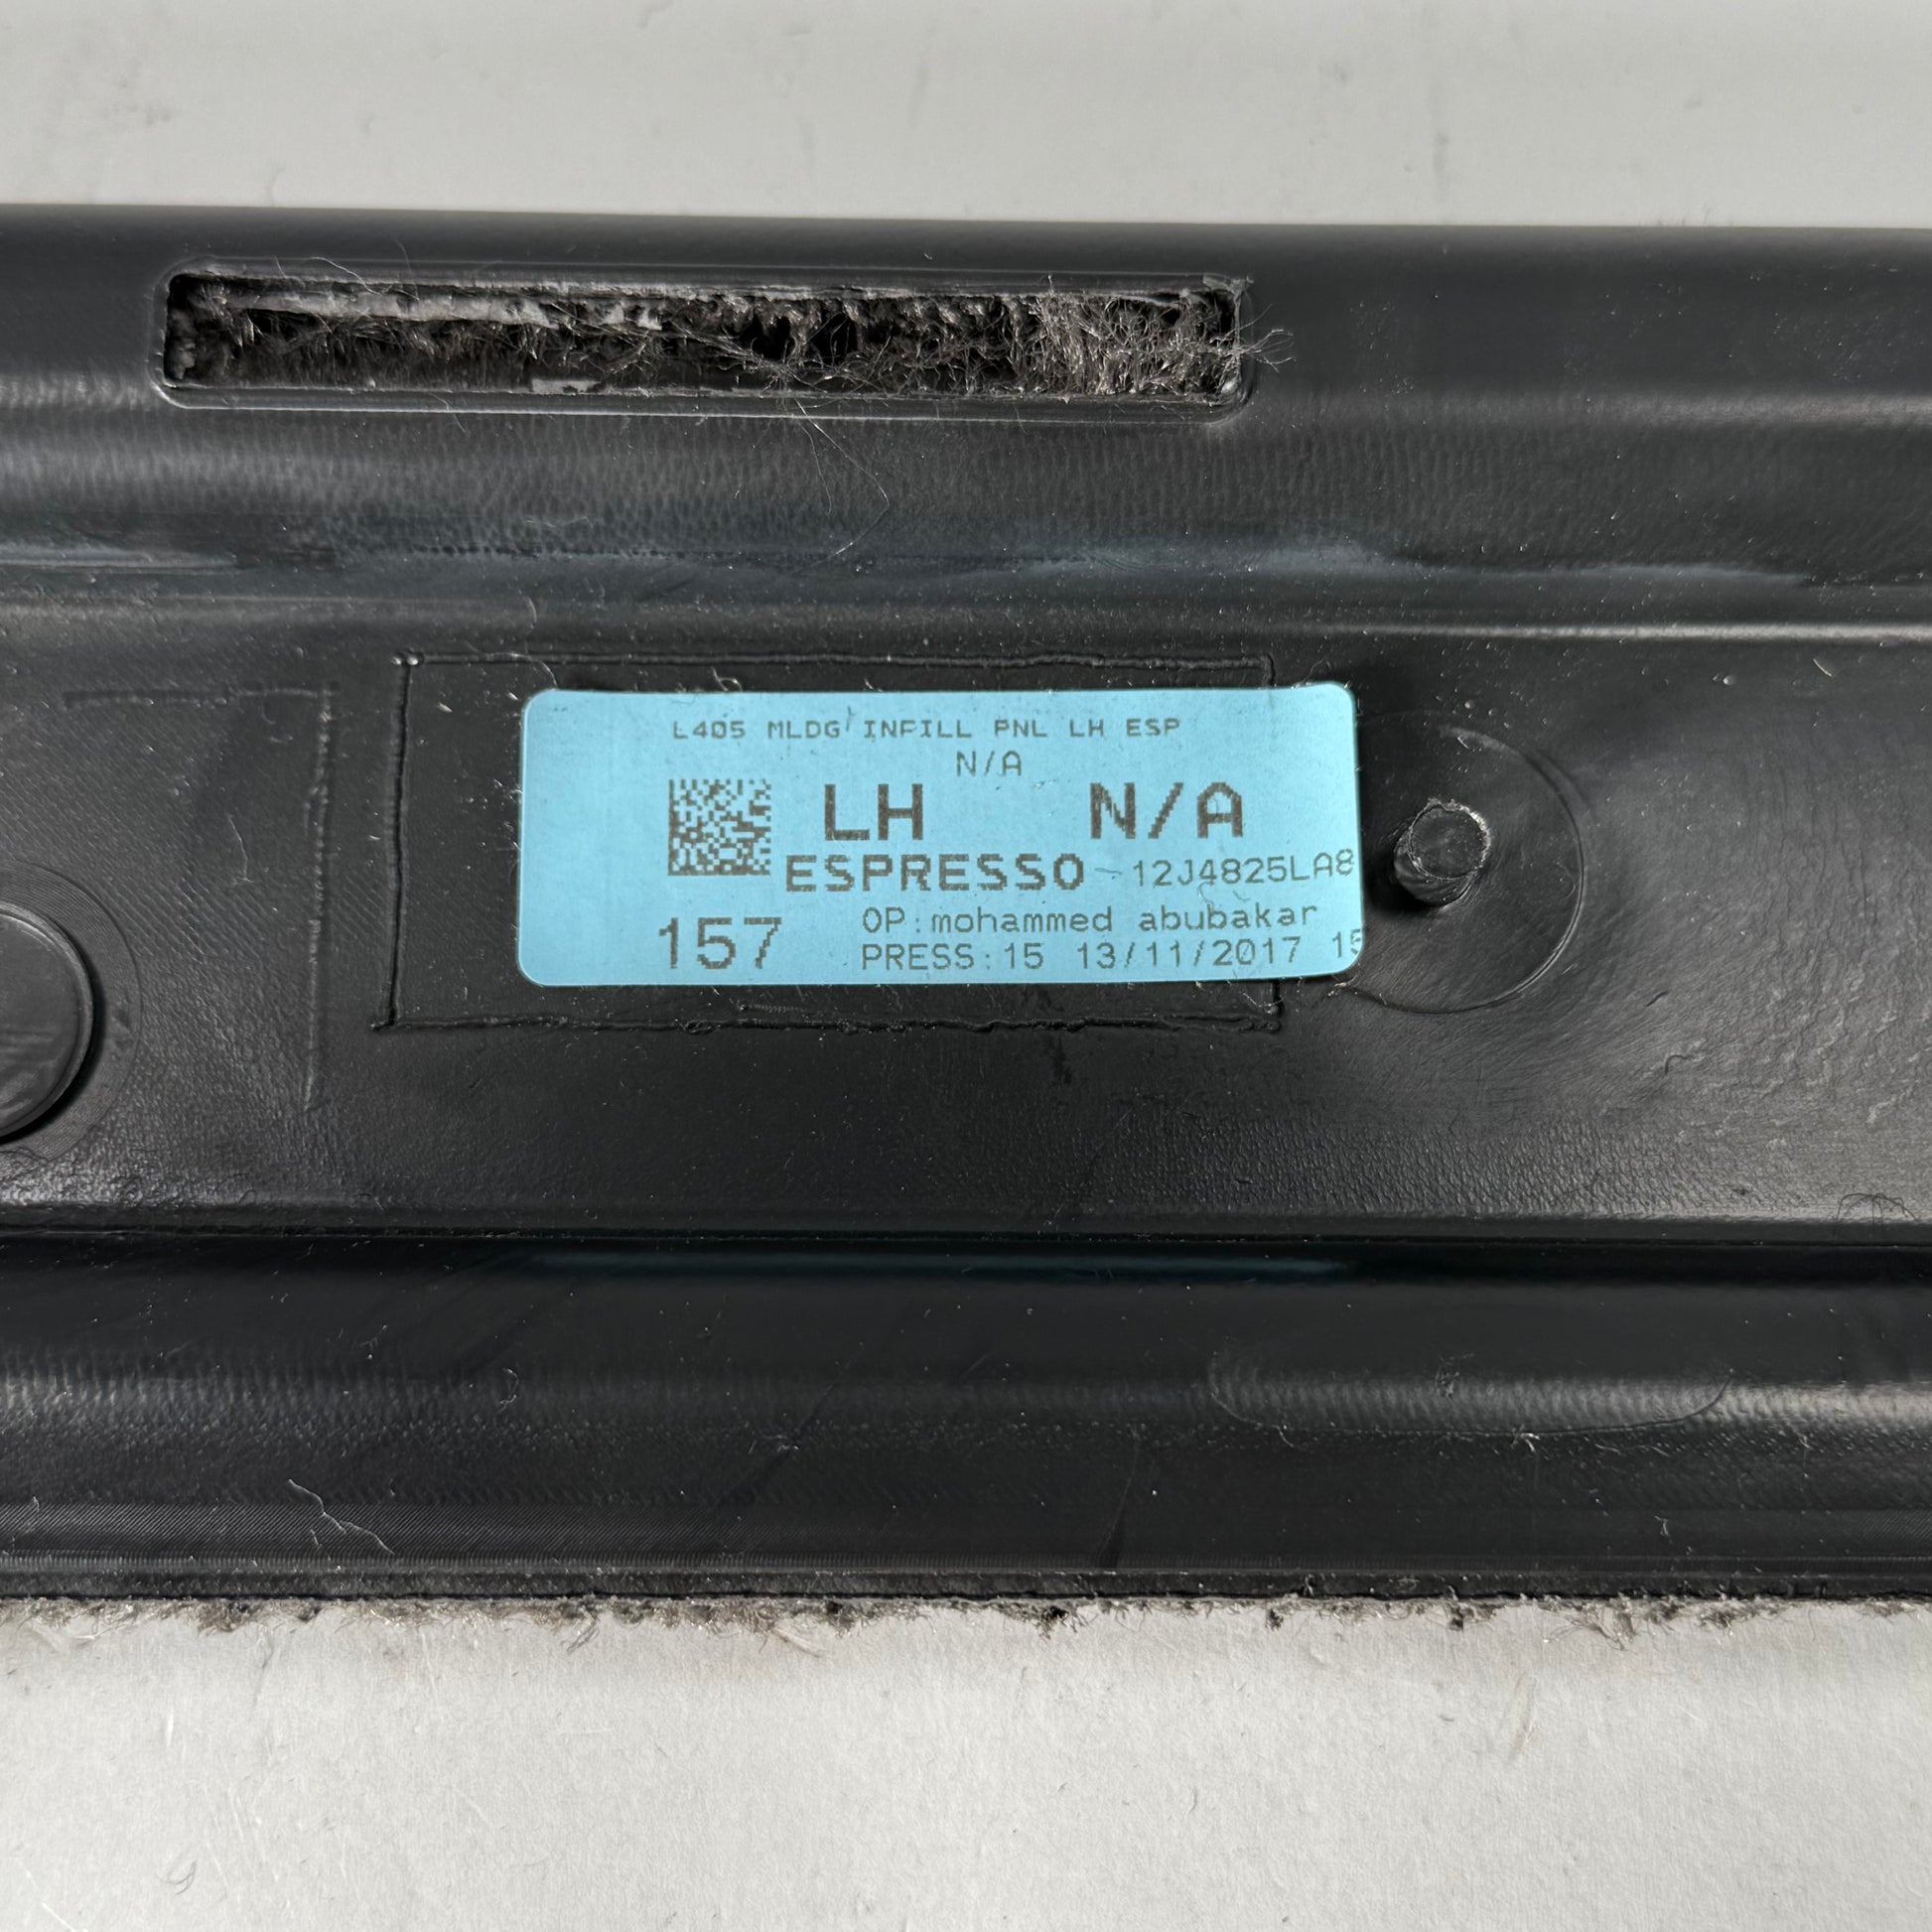 L405 MLDG INFILL PNL LH ESP
N/A
LH N/A
ESPRESSO - 12J4825LA8
157 OP:mohammed abubakar
PRESS:15 13/11/2017 15